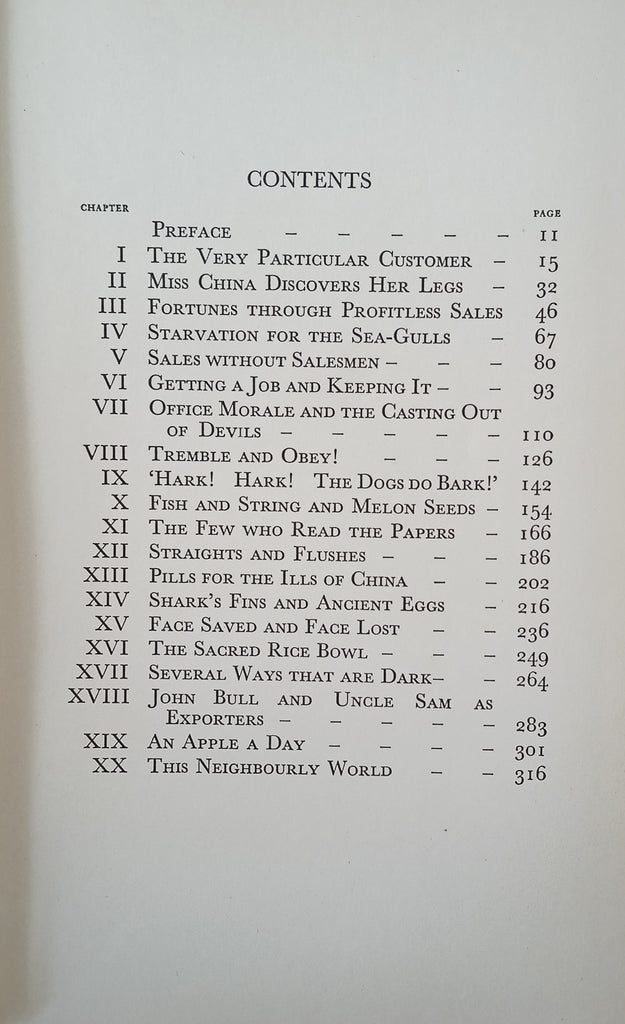 CONTENTS
CHAPTER PAGE
PREFACE – – – – – 11
I THE VERY PARTICULAR CUSTOMER – 15
II MISS CHINA DISCOVERS HER LEGS – 32
III FORTUNES THROUGH PROFITLESS SALES 46
IV STARVATION FOR THE SEA-GULLS – 67
V SALES WITHOUT SALESMEN – – – 80
VI GETTING A JOB AND KEEPING IT – – 93
VII OFFICE MORALE AND THE CASTING OUT
OF DEVILS – – – – – 110
VIII TREMBLE AND OBEY! – – – 126
IX ‘HARK! HARK! THE DOGS DO BARK!’ 142
X FISH AND STRING AND MELON SEEDS – 154
XI THE FEW WHO READ THE PAPERS – 166
XII STRAIGHTS AND FLUSHES – – – 186
XIII PILLS FOR THE ILLS OF CHINA – – 202
XIV SHARK’S FINS AND ANCIENT EGGS – 216
XV FACE SAVED AND FACE LOST – – 236
XVI THE SACRED RICE BOWL – – – 249
XVII SEVERAL WAYS THAT ARE DARK– – 264
XVIII JOHN BULL AND UNCLE SAM AS
EXPORTERS – – – – – 283
XIX AN APPLE A DAY – – – – 301
XX THIS NEIGHBOURLY WORLD – – 316